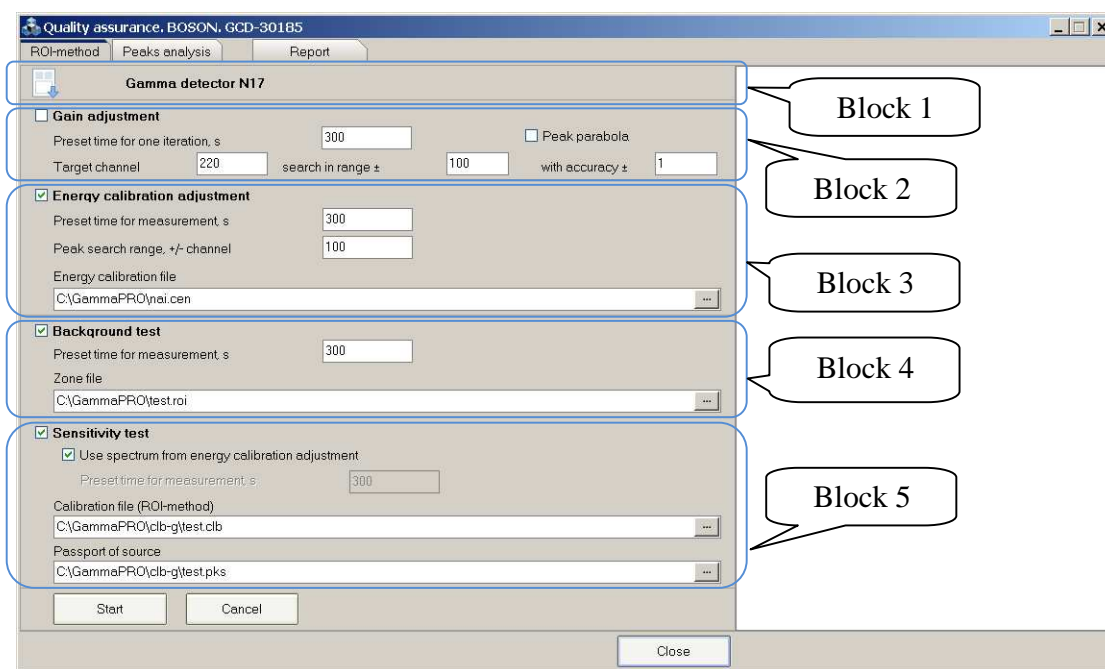 Quality assurance. BOSON. GCD-30185
ROI-method Peaks analysis Report
Gamma detector N17
Block 1
Gain adjustment
Preset time for one iteration, s 300 Peak parabola
Target channel 220 search in range ± 100 with accuracy ± 1
Block 2
Energy calibration adjustment
Preset time for measurement, s 300
Peak search range, +/- channel 100
Energy calibration file
C:\GammaPRO\nai.cen ...
Block 3
Background test
Preset time for measurement, s 300
Zone file
C:\GammaPRO\test.roi ...
Block 4
Sensitivity test
Use spectrum from energy calibration adjustment
Preset time for measurement, s 300
Calibration file (ROI-method)
C:\GammaPRO\clb-g\test.clb ...
Passport of source
C:\GammaPRO\clb-g\test.pks ...
Block 5
Start Cancel
Close